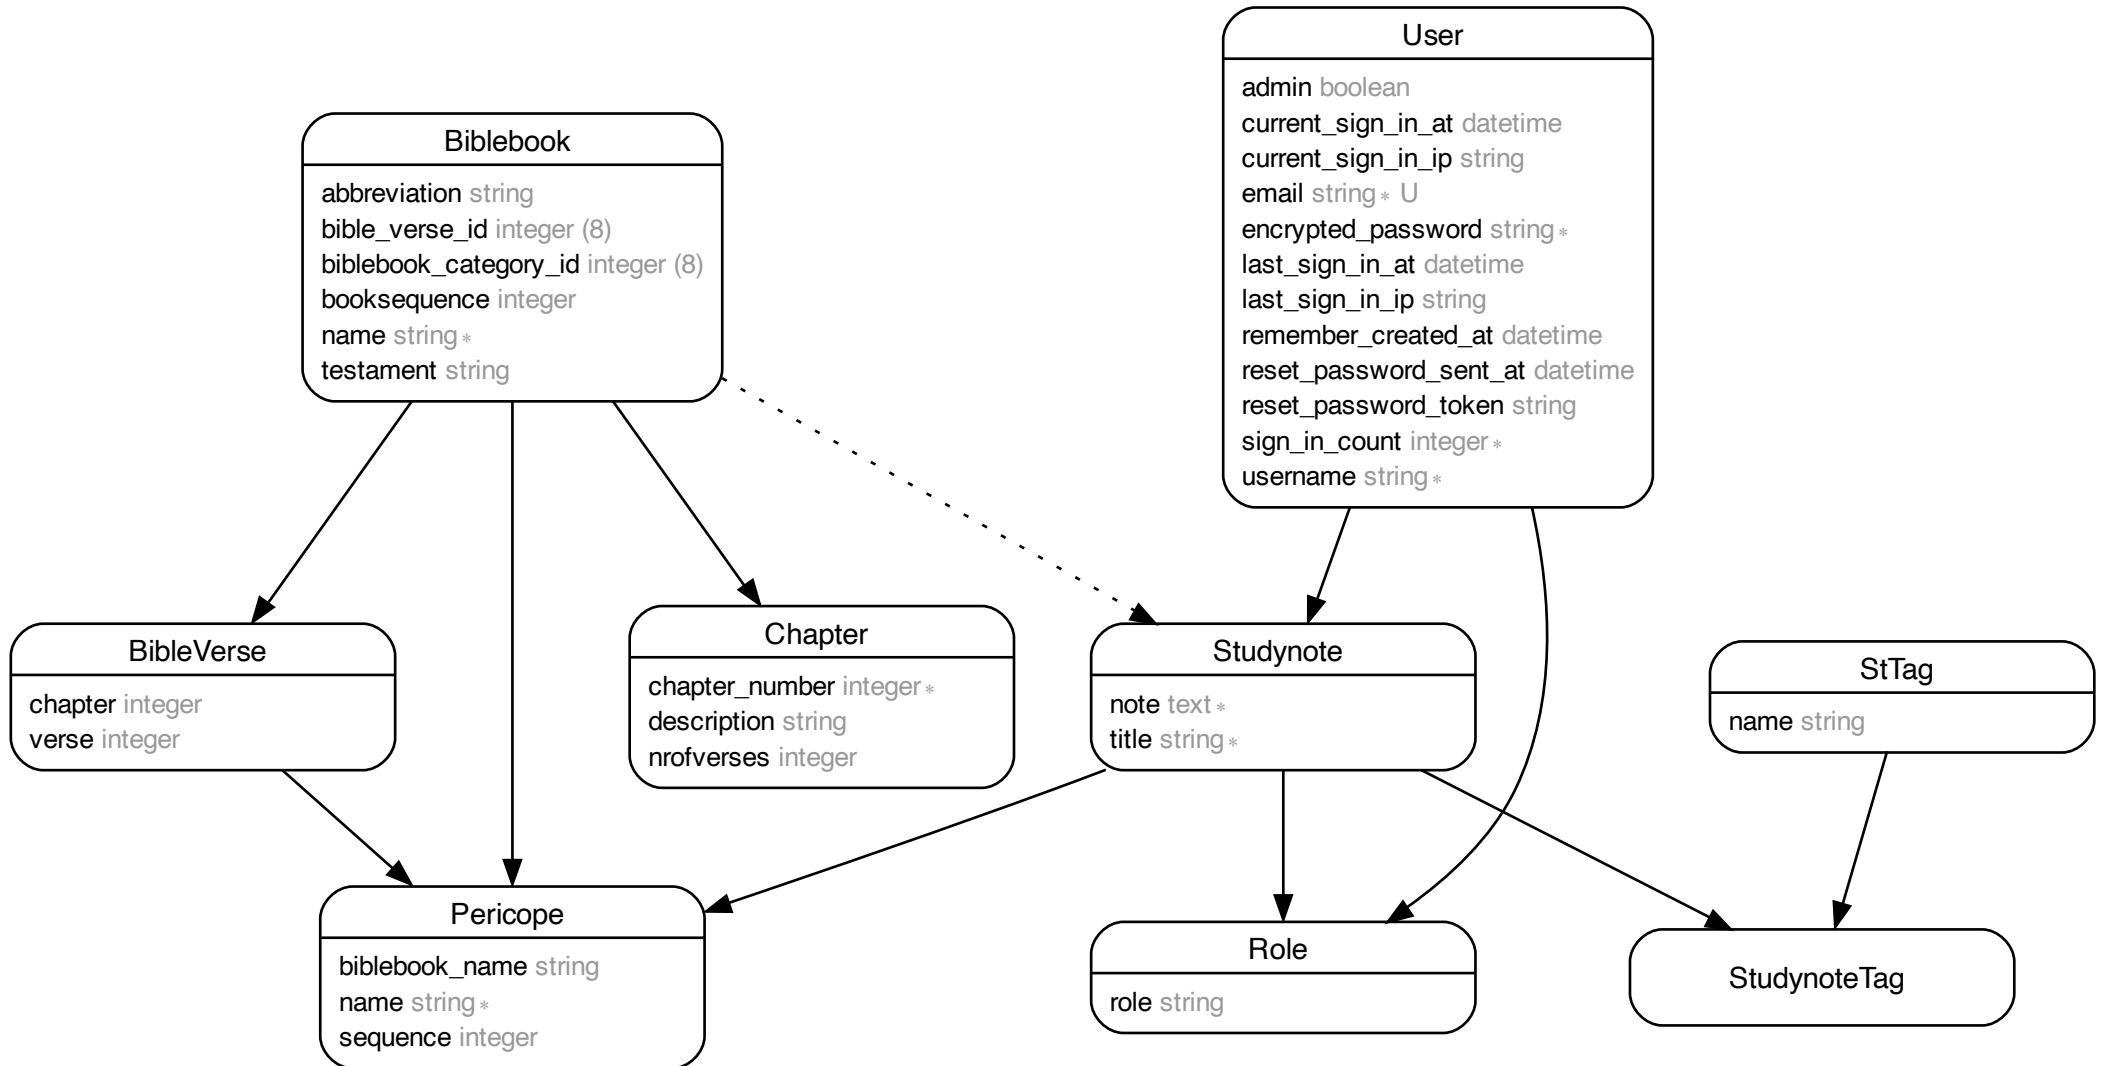 User
admin boolean
current_sign_in_at datetime
current_sign_in_ip string
email string* U
encrypted_password string*
last_sign_in_at datetime
last_sign_in_ip string
remember_created_at datetime
reset_password_sent_at datetime
reset_password_token string
sign_in_count integer*
username string*
Biblebook
abbreviation string
bible_verse_id integer (8)
biblebook_category_id integer (8)
booksequence integer
name string*
testament string
BibleVerse
chapter integer
verse integer
Chapter
chapter_number integer*
description string
nrofverses integer
Studynote
note text*
title string*
StTag
name string
Pericope
biblebook_name string
name string*
sequence integer
Role
role string
StudynoteTag